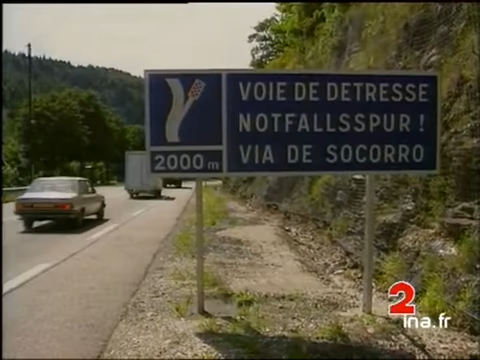 VOIE DE DETRESSE
NOTFALLSSPUR !
VIA DE SOCORRO
2000 m
2
ina.fr